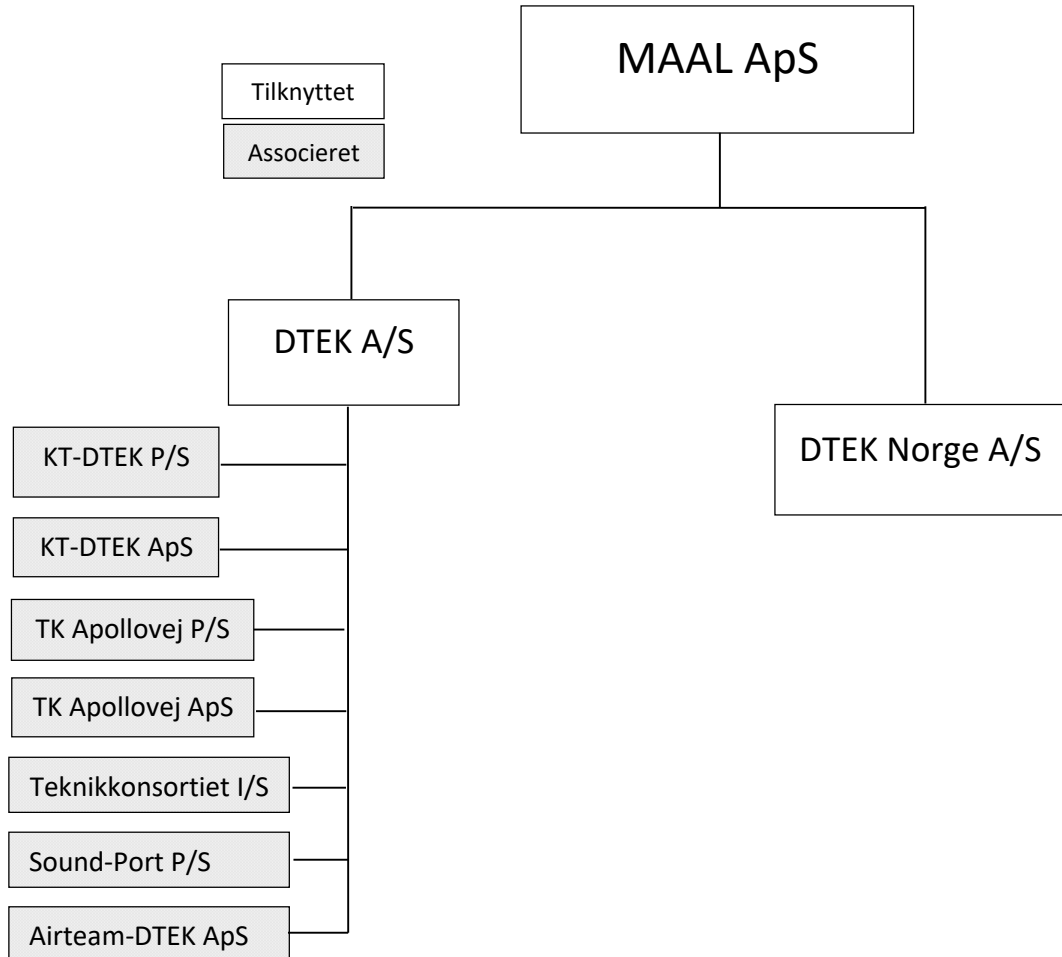 MAAL ApS
Tilknyttet
Associeret
DTEK A/S
DTEK Norge A/S
KT-DTEK P/S
KT-DTEK ApS
TK Apollovej P/S
TK Apollovej ApS
Teknikkonsortiet I/S
Sound-Port P/S
Airteam-DTEK ApS